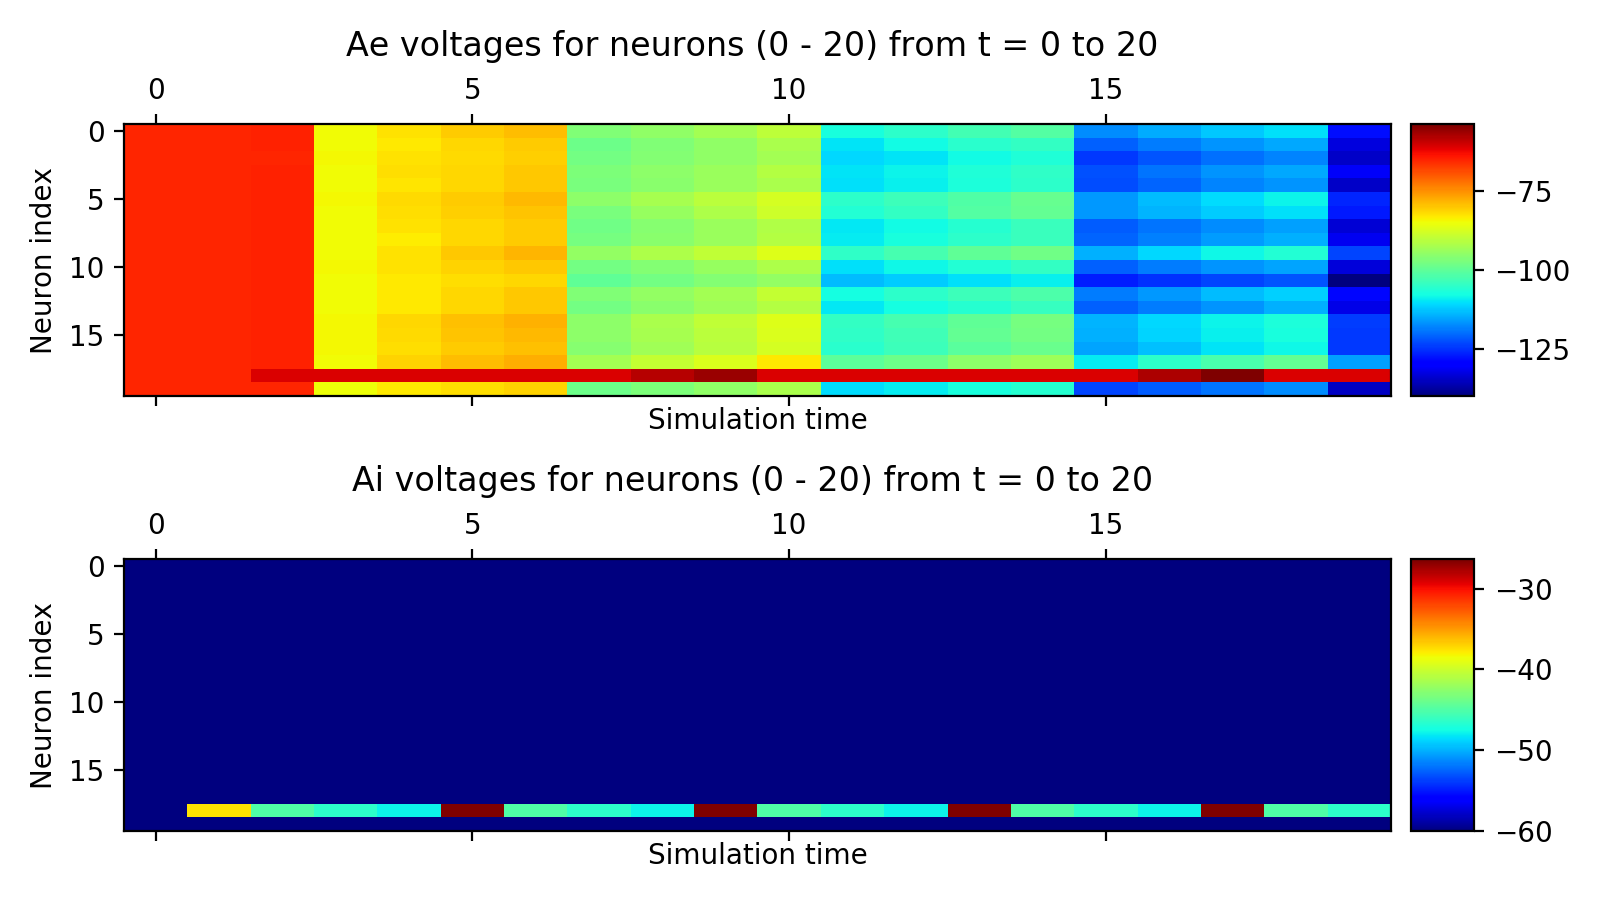 Ae voltages for neurons (0 - 20) from t = 0 to 20
0 5 10 15
0
5
10
15
Neuron index
Simulation time
−75
−100
−125
Ai voltages for neurons (0 - 20) from t = 0 to 20
0 5 10 15
0
5
10
15
Neuron index
Simulation time
−30
−40
−50
−60